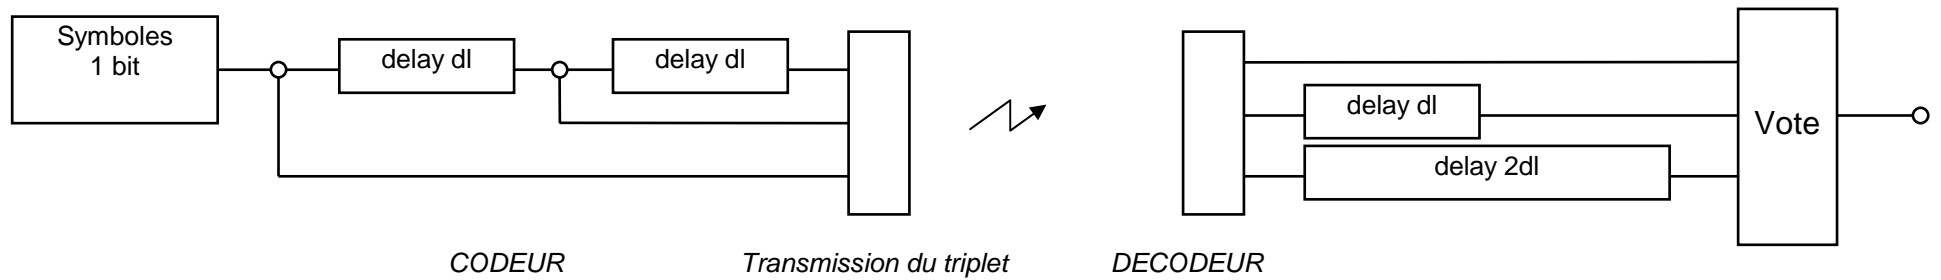 Symboles
1 bit
delay dl
delay dl
delay dl
delay 2dl
Vote
CODEUR
Transmission du triplet
DECODEUR